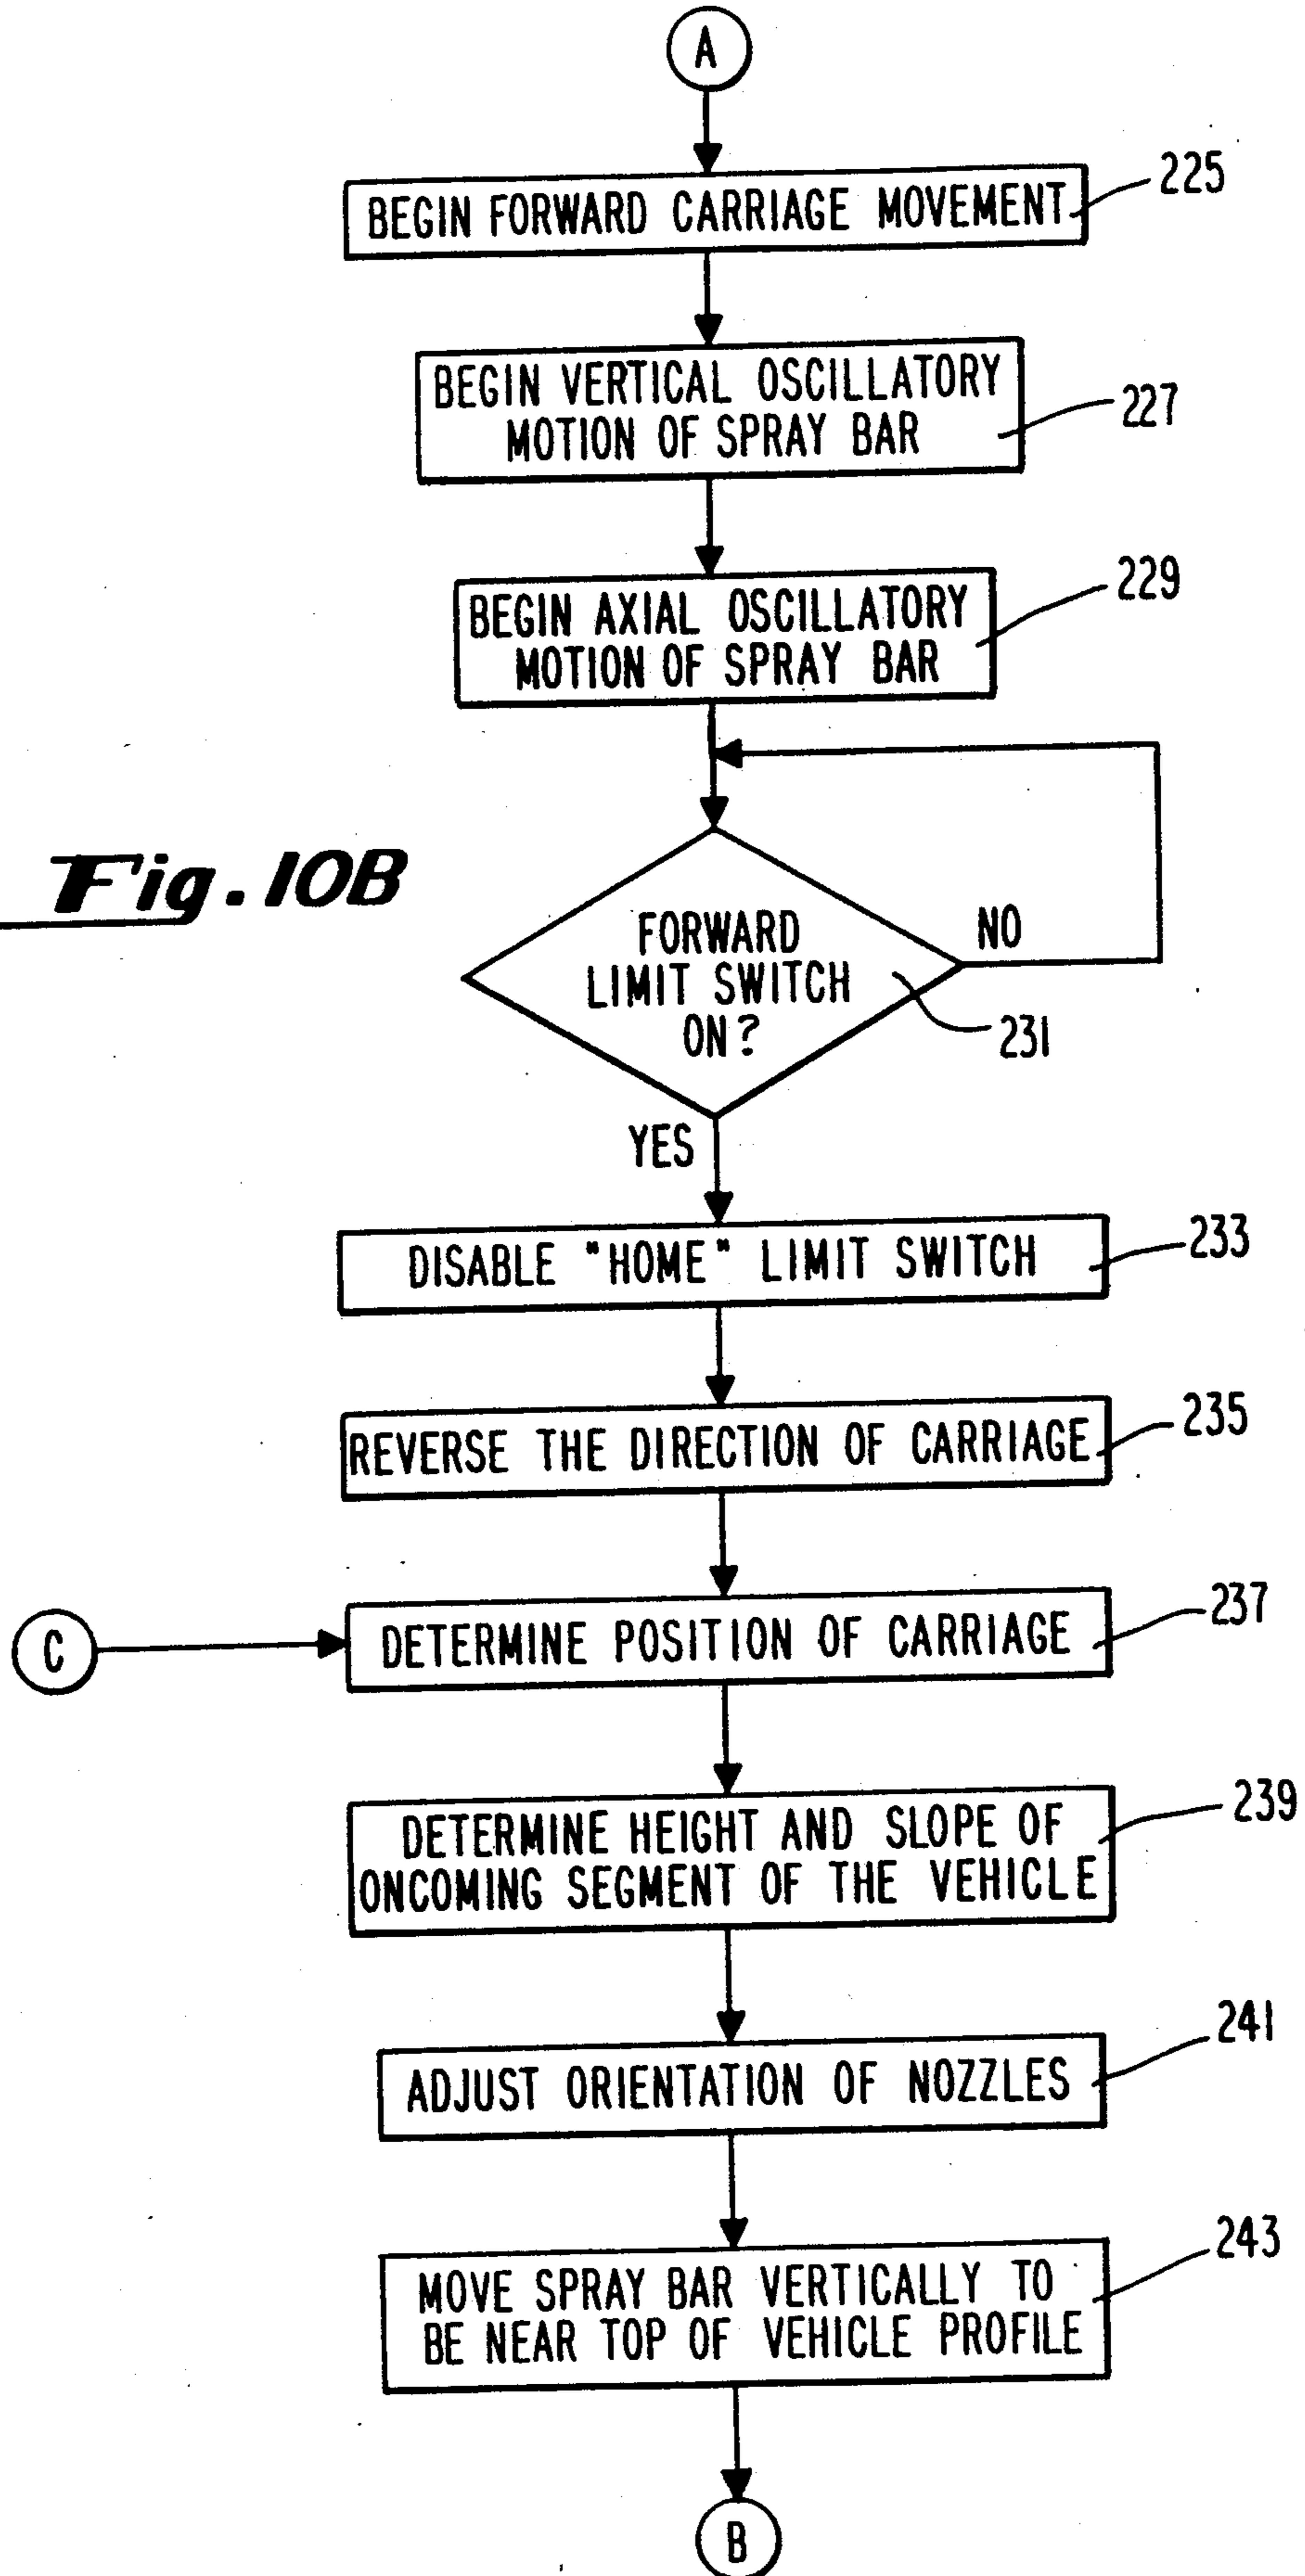 A
BEGIN FORWARD CARRIAGE MOVEMENT
225
BEGIN VERTICAL OSCILLATORY
MOTION OF SPRAY BAR
227
BEGIN AXIAL OSCILLATORY
MOTION OF SPRAY BAR
229
Fig. 10B
FORWARD
LIMIT SWITCH
ON?
NO
231
YES
DISABLE "HOME" LIMIT SWITCH
233
REVERSE THE DIRECTION OF CARRIAGE
235
C
DETERMINE POSITION OF CARRIAGE
237
DETERMINE HEIGHT AND SLOPE OF
ONCOMING SEGMENT OF THE VEHICLE
239
ADJUST ORIENTATION OF NOZZLES
241
MOVE SPRAY BAR VERTICALLY TO
BE NEAR TOP OF VEHICLE PROFILE
243
B